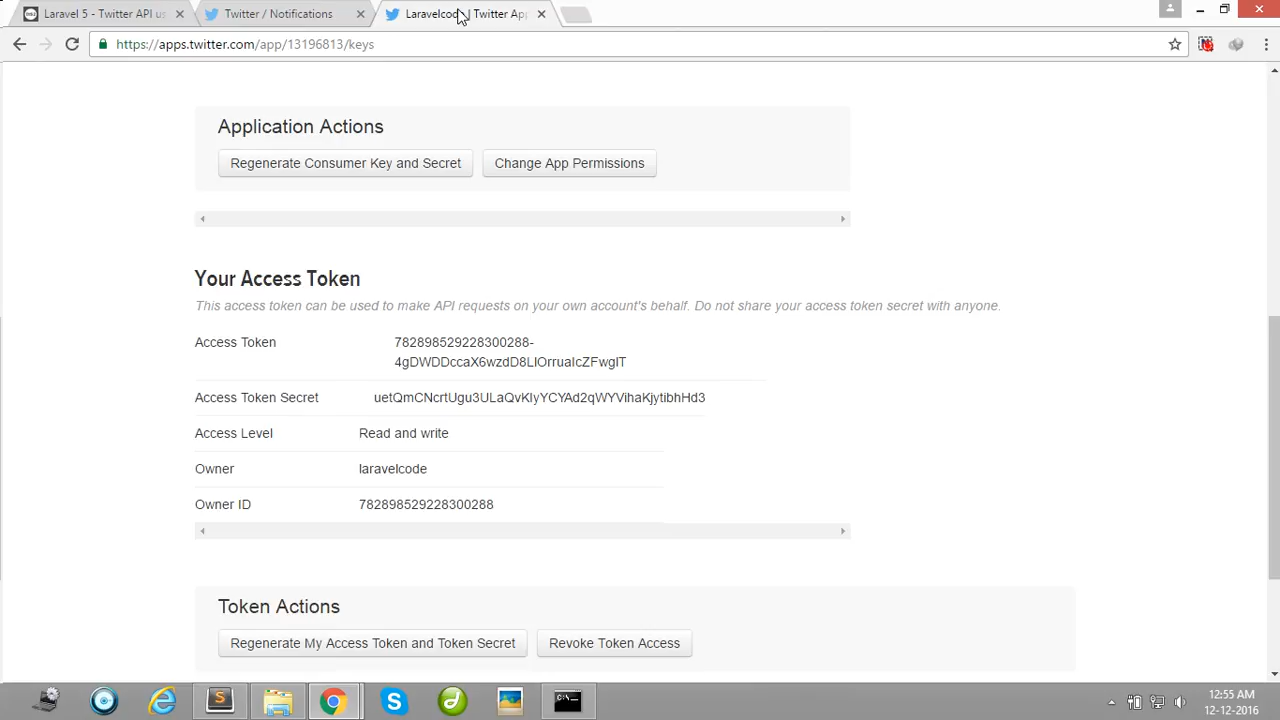 Laravel 5 - Twitter API us
Twitter / Notifications
Laravelcode | Twitter App
https://apps.twitter.com/app/13196813/keys
Application Actions
Regenerate Consumer Key and Secret
Change App Permissions
Your Access Token
This access token can be used to make API requests on your own account's behalf. Do not share your access token secret with anyone.
Access Token
782898529228300288-
4gDWDDccaX6wzdD8LIOrrualcZFwgIT
Access Token Secret
uetQmCNcrtUgu3ULaQvKIyYCYAd2qWYVihaKjytibhHd3
Access Level
Read and write
Owner
laravelcode
Owner ID
782898529228300288
Token Actions
Regenerate My Access Token and Token Secret
Revoke Token Access
12:55 AM
12-12-2016